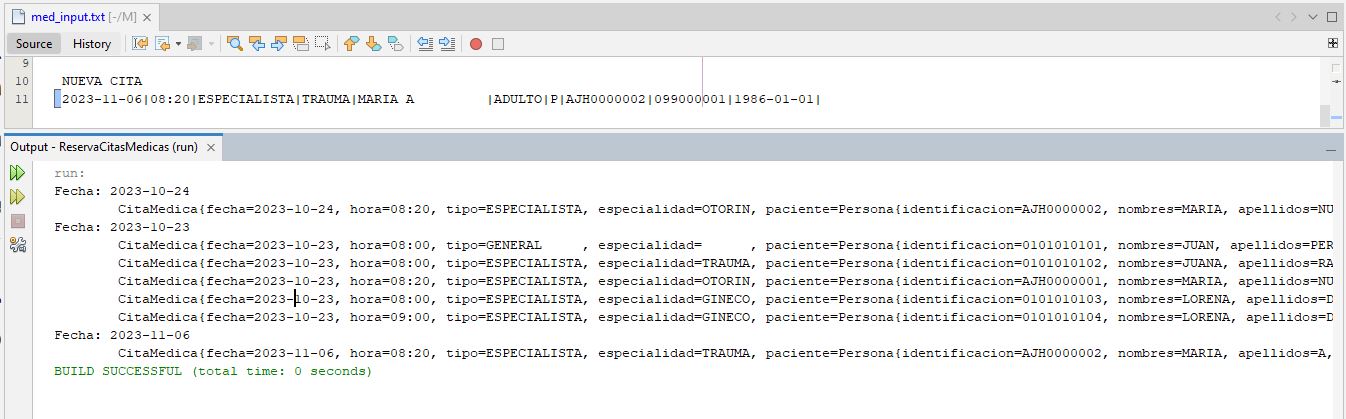 med_input.txt [-/M]
Source History
9
10 NUEVA CITA
11 2023-11-06|08:20|ESPECIALISTA|TRAUMA|MARIA A         |ADULTO|P|AJH0000002|099000001|1986-01-01|
Output - ReservaCitasMedicas (run)
run:
Fecha: 2023-10-24
CitaMedica{fecha=2023-10-24, hora=08:20, tipo=ESPECIALISTA, especialidad=OTORIN, paciente=Persona{identificacion=AJH0000002, nombres=MARIA, apellidos=NU
Fecha: 2023-10-23
CitaMedica{fecha=2023-10-23, hora=08:00, tipo=GENERAL     , especialidad=      , paciente=Persona{identificacion=0101010101, nombres=JUAN, apellidos=PER
CitaMedica{fecha=2023-10-23, hora=08:00, tipo=ESPECIALISTA, especialidad=TRAUMA, paciente=Persona{identificacion=0101010102, nombres=JUANA, apellidos=RA
CitaMedica{fecha=2023-10-23, hora=08:20, tipo=ESPECIALISTA, especialidad=OTORIN, paciente=Persona{identificacion=AJH0000001, nombres=MARIA, apellidos=NU
CitaMedica{fecha=2023-10-23, hora=08:00, tipo=ESPECIALISTA, especialidad=GINECO, paciente=Persona{identificacion=0101010103, nombres=LORENA, apellidos=D
CitaMedica{fecha=2023-10-23, hora=09:00, tipo=ESPECIALISTA, especialidad=GINECO, paciente=Persona{identificacion=0101010104, nombres=LORENA, apellidos=D
Fecha: 2023-11-06
CitaMedica{fecha=2023-11-06, hora=08:20, tipo=ESPECIALISTA, especialidad=TRAUMA, paciente=Persona{identificacion=AJH0000002, nombres=MARIA, apellidos=A,
BUILD SUCCESSFUL (total time: 0 seconds)